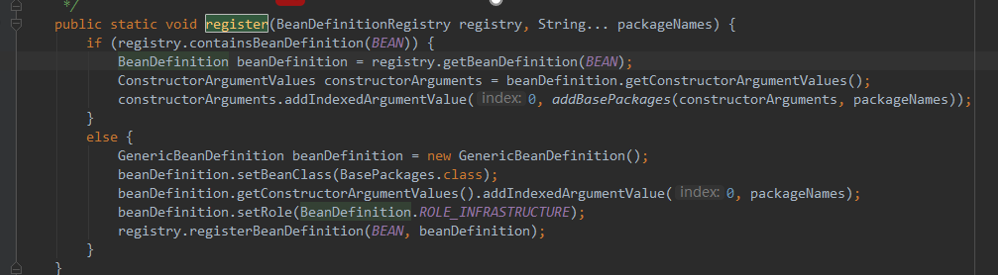 */
public static void register(BeanDefinitionRegistry registry, String... packageNames) {
if (registry.containsBeanDefinition(BEAN)) {
BeanDefinition beanDefinition = registry.getBeanDefinition(BEAN);
ConstructorArgumentValues constructorArguments = beanDefinition.getConstructorArgumentValues();
constructorArguments.addIndexedArgumentValue( index: 0, addBasePackages(constructorArguments, packageNames));
}
else {
GenericBeanDefinition beanDefinition = new GenericBeanDefinition();
beanDefinition.setBeanClass(BasePackages.class);
beanDefinition.getConstructorArgumentValues().addIndexedArgumentValue( index: 0, packageNames);
beanDefinition.setRole(BeanDefinition.ROLE_INFRASTRUCTURE);
registry.registerBeanDefinition(BEAN, beanDefinition);
}
}